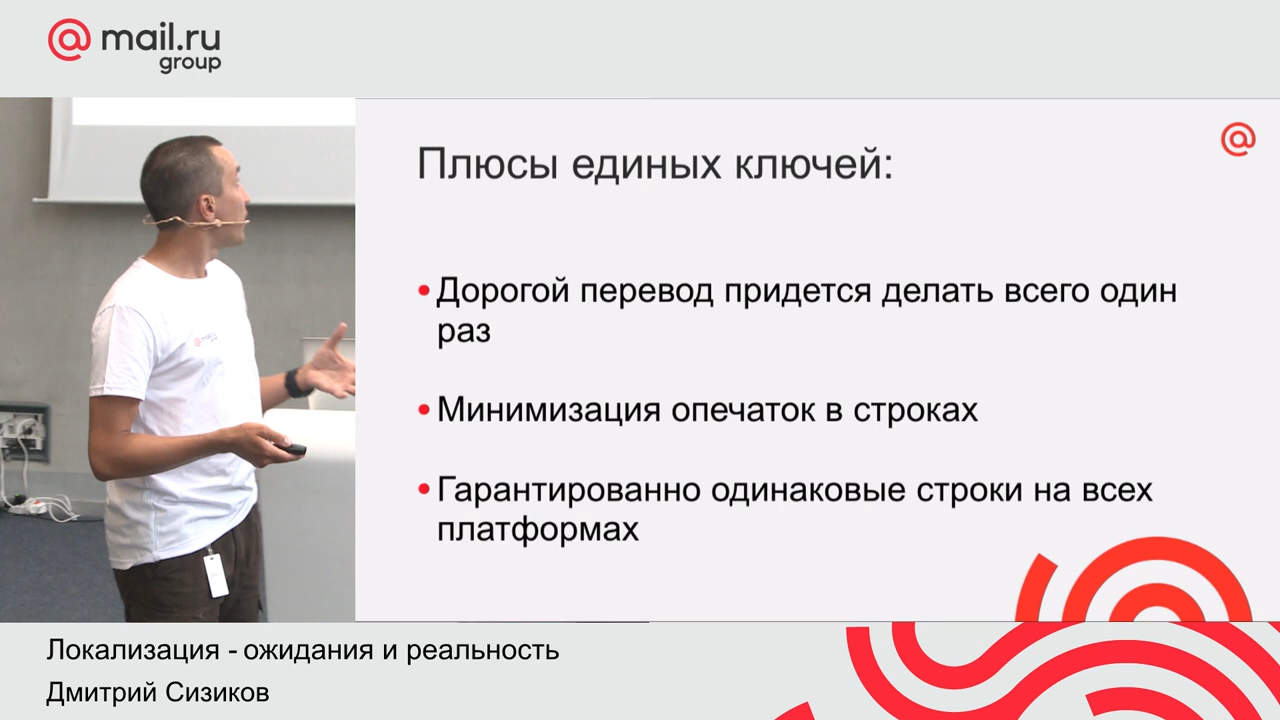 mail.ru
group
Плюсы единых ключей:
Дорогой перевод придется делать всего один
раз
Минимизация опечаток в строках
Гарантированно одинаковые строки на всех
платформах
Локализация - ожидания и реальность
Дмитрий Сизиков